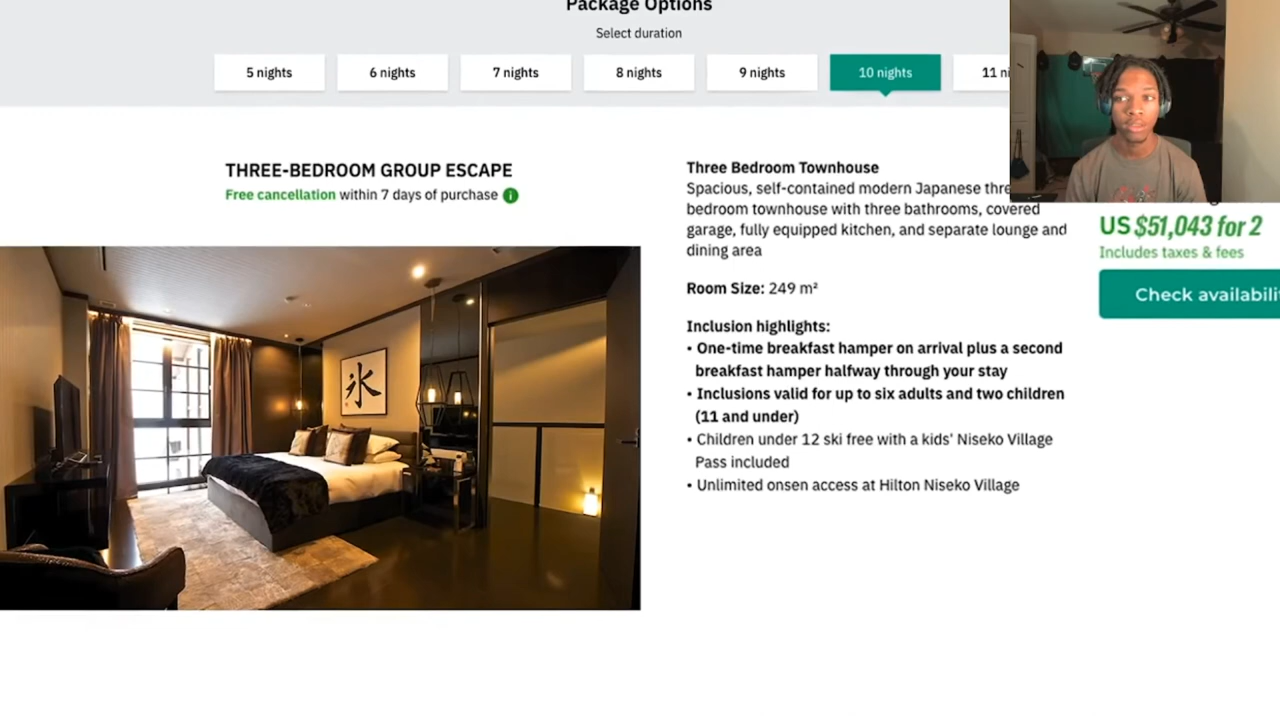 Package Options
Select duration
5 nights
6 nights
7 nights
8 nights
9 nights
10 nights
THREE-BEDROOM GROUP ESCAPE
Free cancellation within 7 days of purchase i
氷
Three Bedroom Townhouse
Spacious, self-contained modern Japanese
bedroom townhouse with three bathrooms, covered
garage, fully equipped kitchen, and separate lounge and
dining area
Room Size: 249 m²
Inclusion highlights:
• One-time breakfast hamper on arrival plus a second
breakfast hamper halfway through your stay
• Inclusions valid for up to six adults and two children
(11 and under)
• Children under 12 ski free with a kids' Niseko Village
Pass included
• Unlimited onsen access at Hilton Niseko Village
US $51,043 for 2
Includes taxes & fees
Check